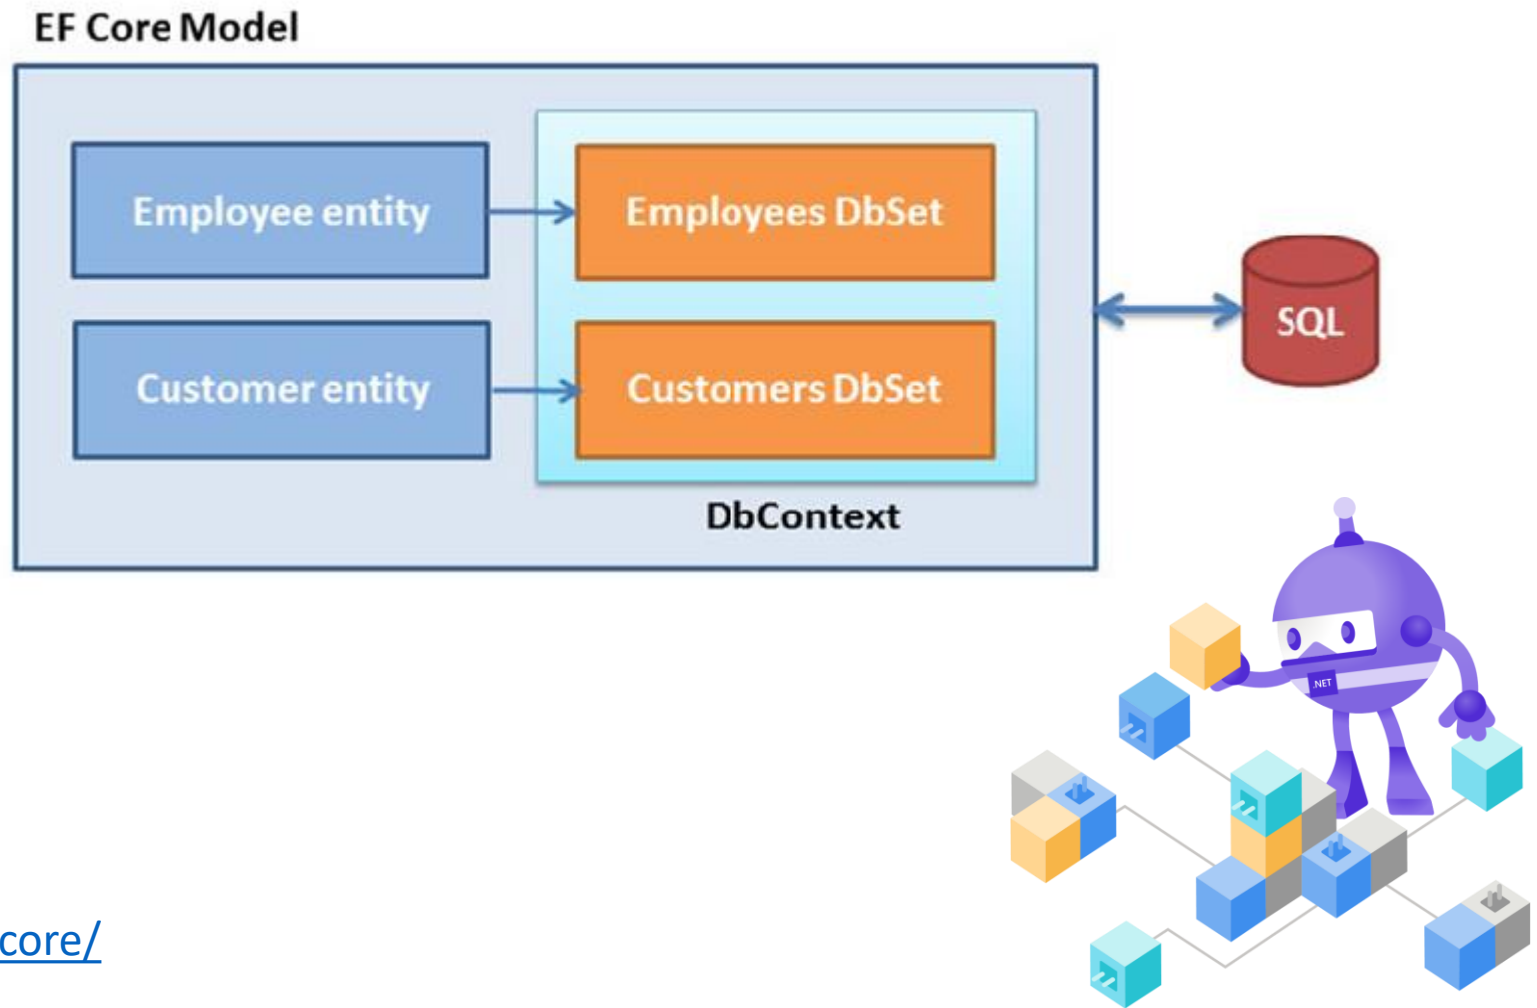 EF Core Model
Employee entity
Employees DbSet
Customer entity
Customers DbSet
DbContext
SQL
.NET
core/